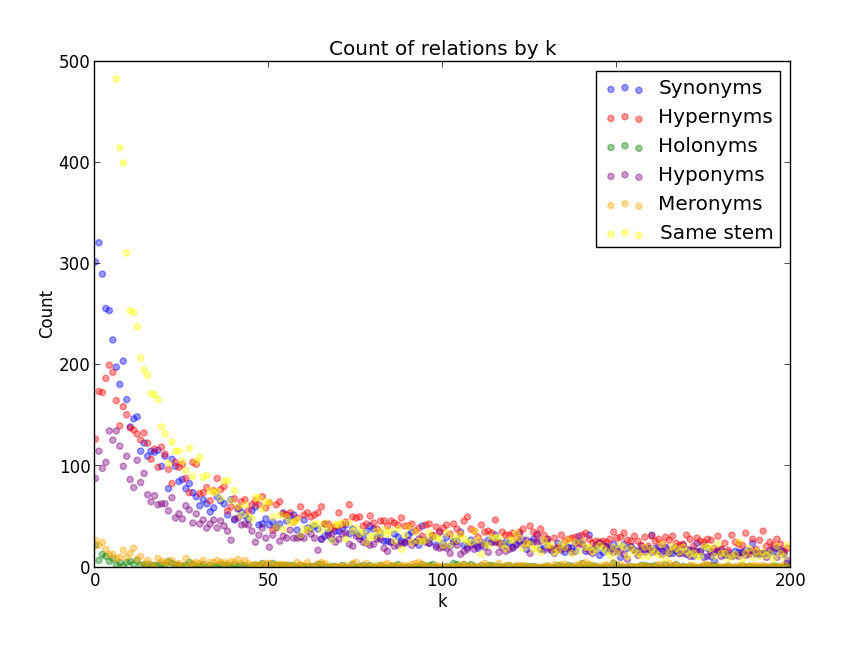 Count of relations by k
500
400
300
200
100
0
Count
0
50
100
150
200
k
Synonyms
Hypernyms
Holonyms
Hyponyms
Meronyms
Same stem